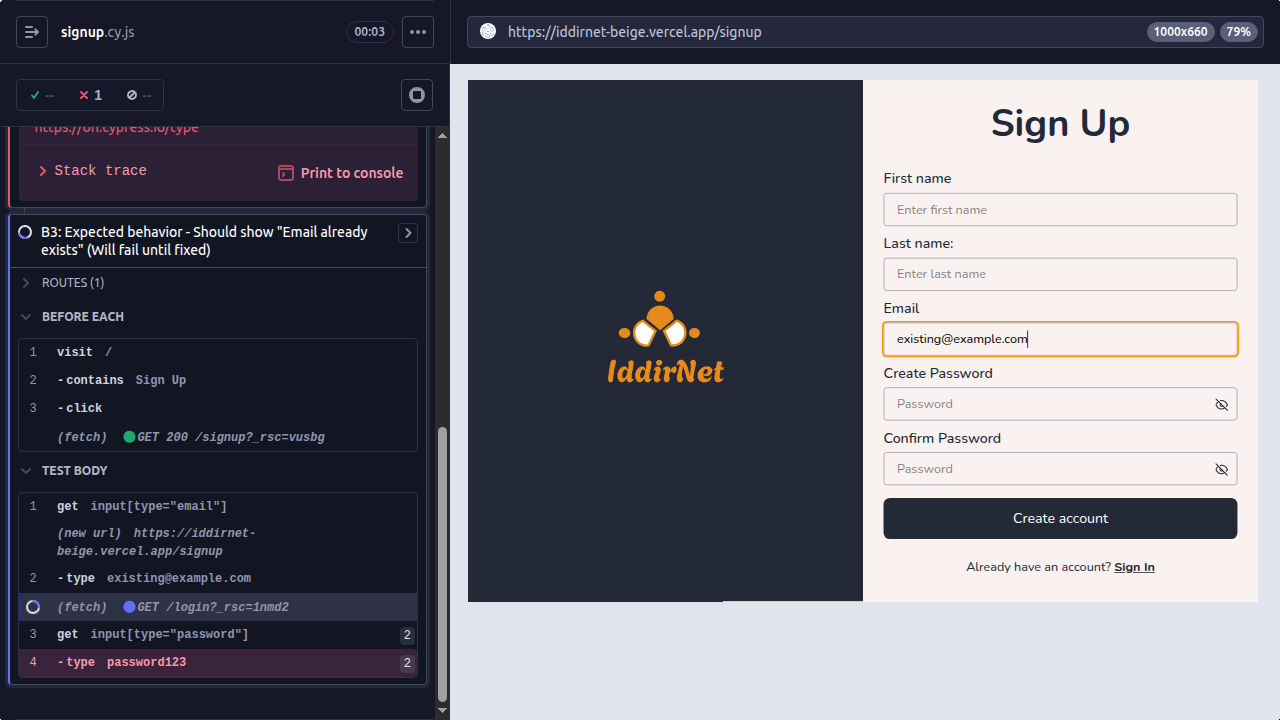 signup.cy.js
00:03
--
1
--
https://on.cypress.io/type
Stack trace
Print to console
B3: Expected behavior - Should show "Email already
exists" (Will fail until fixed)
ROUTES (1)
BEFORE EACH
1 visit /
2 -contains Sign Up
3 -click
(fetch) GET 200 /signup?_rsc=vusbg
TEST BODY
1 get input[type="email"]
(new url) https://iddirnet-
beige.vercel.app/signup
2 -type existing@example.com
(fetch) GET /login?_rsc=1nmd2
3 get input[type="password"] 2
4 -type password123 2
https://iddirnet-beige.vercel.app/signup
1000x660
79%
IddirNet
Sign Up
First name
Enter first name
Last name:
Enter last name
Email
existing@example.com
Create Password
Password
Confirm Password
Password
Create account
Already have an account? Sign In